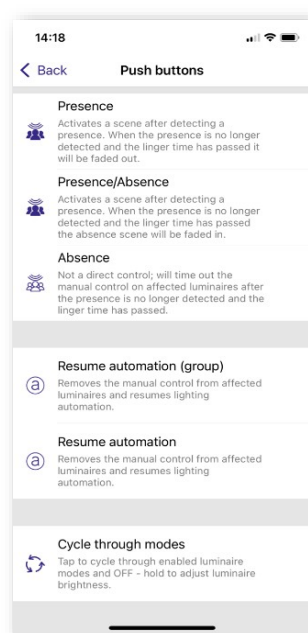 14:18
Back Push buttons
Presence
Activates a scene after detecting a
presence. When the presence is no longer
detected and the linger time has passed it
will be faded out.
Presence/Absence
Activates a scene after detecting a
presence. When the presence is no longer
detected and the linger time has passed
the absence scene will be faded in.
Absence
Not a direct control; will time out the
manual control on affected luminaires after
the presence is no longer detected and the
linger time has passed.
Resume automation (group)
a
Removes the manual control from affected
luminaires and resumes lighting
automation.
Resume automation
a
Removes the manual control from affected
luminaires and resumes lighting
automation.
Cycle through modes
Tap to cycle through enabled luminaire
modes and OFF - hold to adjust luminaire
brightness.